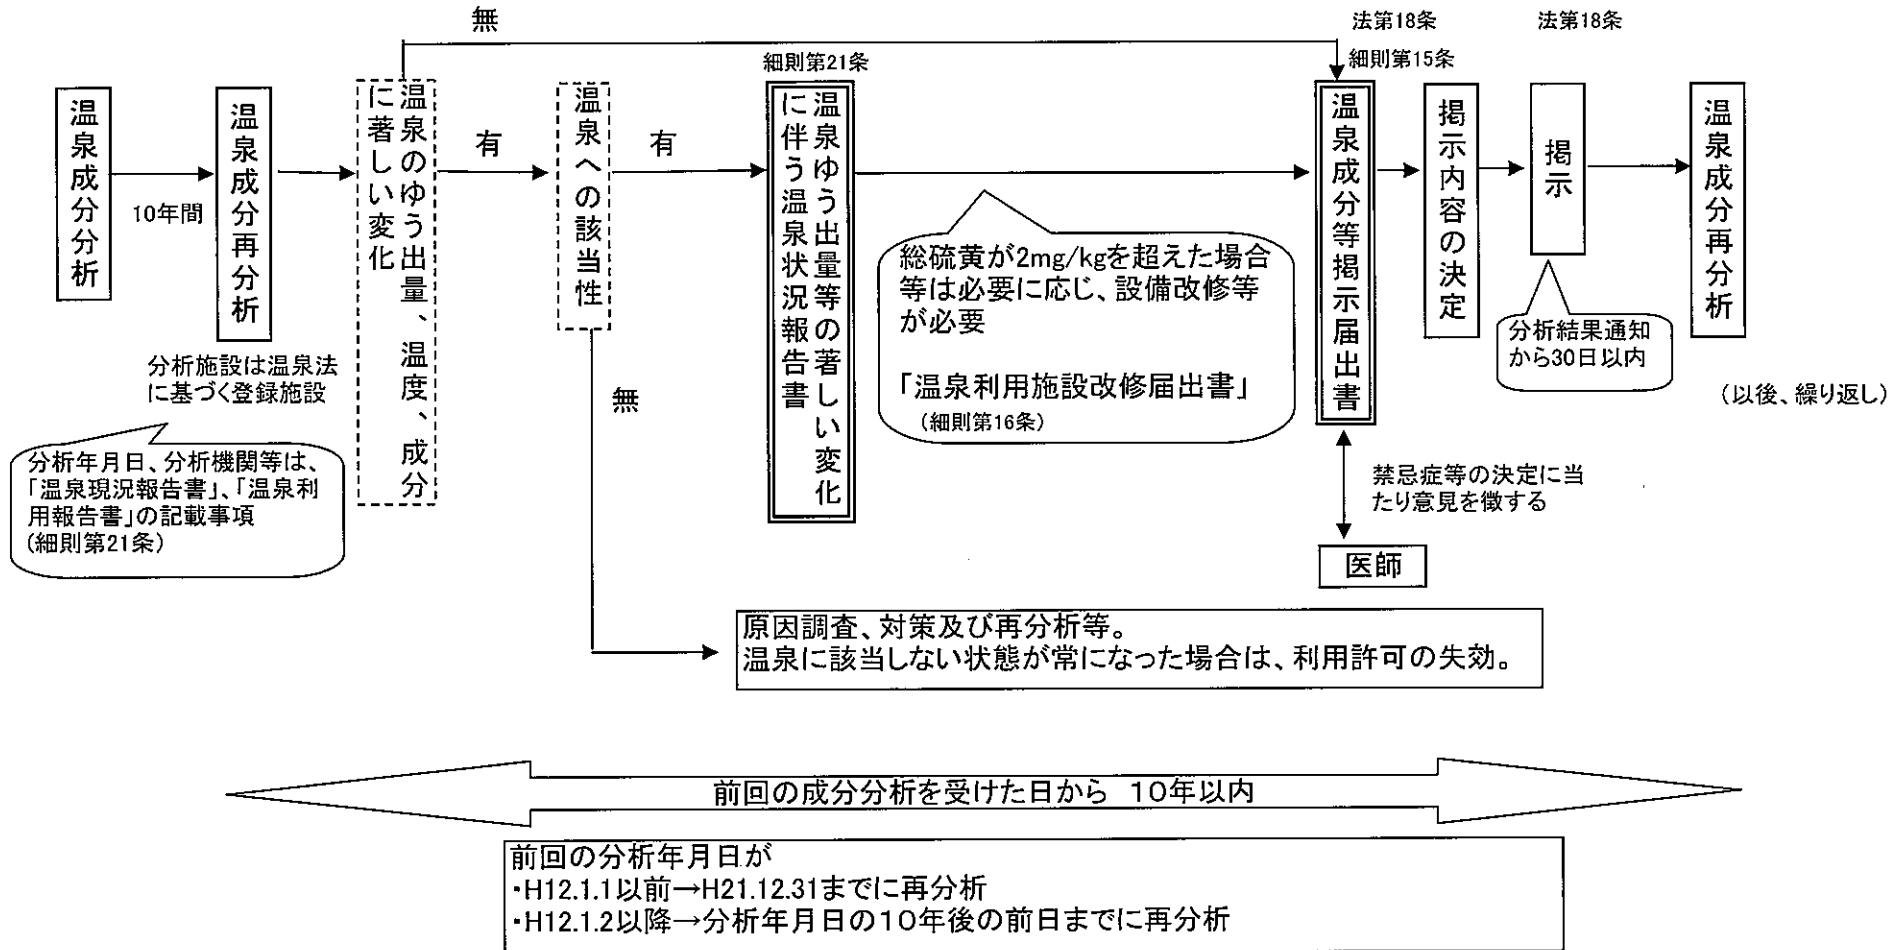 無
法第18条
法第18条
細則第21条
細則第15条
温泉成分分析
10年間
温泉成分再分析
分析施設は温泉法
に基づく登録施設
分析年月日、分析機関等は、
「温泉現況報告書」、「温泉利
用報告書」の記載事項
(細則第21条)
温泉のゆう出量、温度、成分
に著しい変化
有
温泉への該当性
有
無
温泉ゆう出量等の著しい変化
に伴う温泉状況報告書
総硫黄が2mg/kgを超えた場合
等は必要に応じ、設備改修等
が必要
「温泉利用施設改修届出書」
(細則第16条)
温泉成分等掲示届出書
掲示内容の決定
掲示
分析結果通知
から30日以内
温泉成分再分析
(以後、繰り返し)
禁忌症等の決定に当
たり意見を徴する
医師
原因調査、対策及び再分析等。
温泉に該当しない状態が常になった場合は、利用許可の失効。
前回の成分分析を受けた日から 10年以内
前回の分析年月日が
・H12.1.1以前→H21.12.31までに再分析
・H12.1.2以降→分析年月日の10年後の前日までに再分析